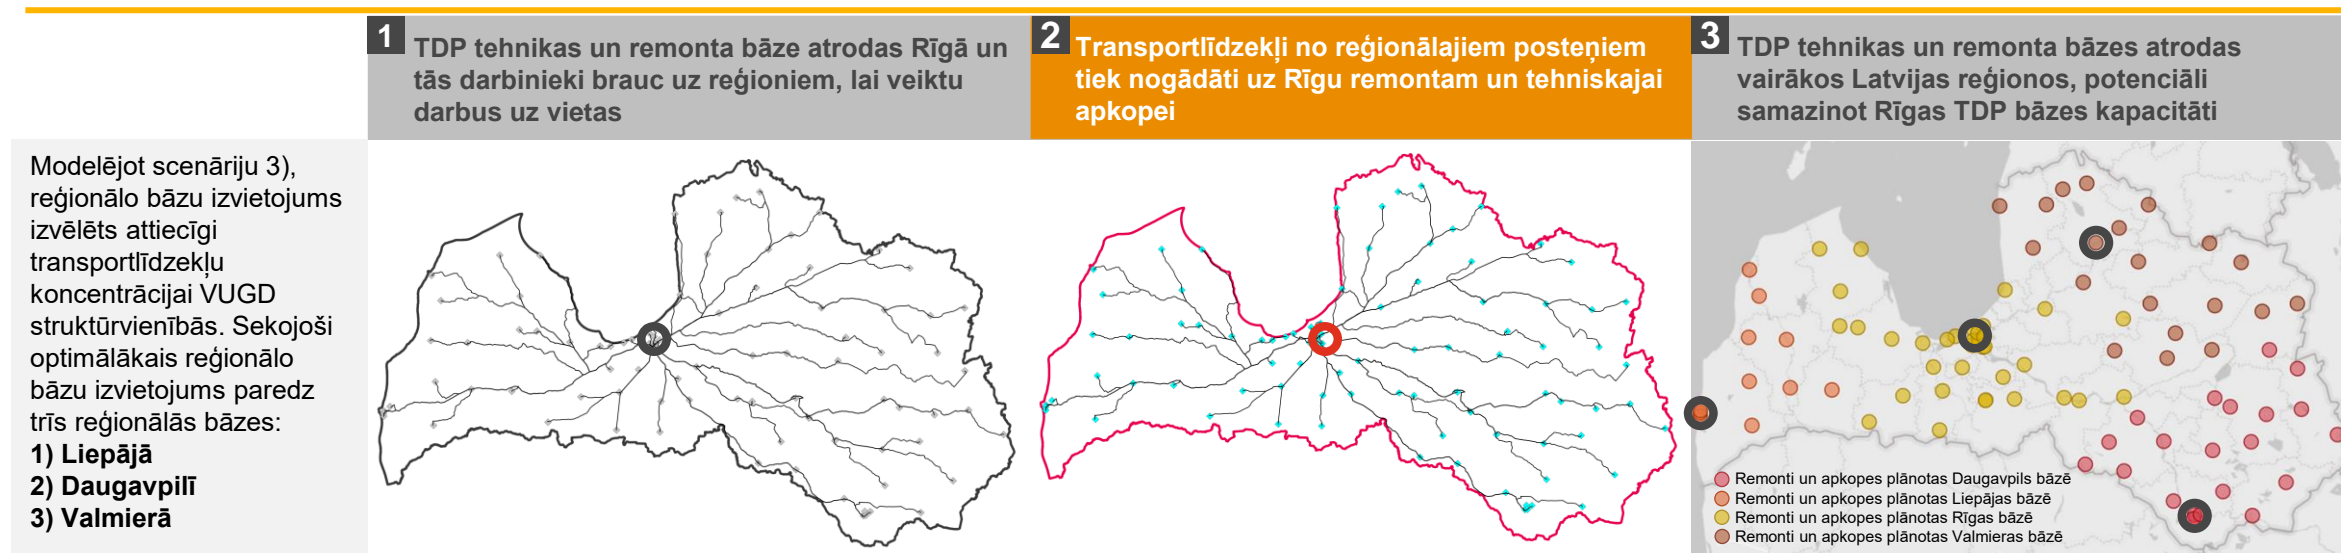 1
TDP tehnikas un remonta bāze atrodas Rīgā un
tās darbinieki brauc uz reģioniem, lai veiktu
darbus uz vietas
2
Transportlīdzekļi no reģionālajiem posteņiem
tiek nogādāti uz Rīgu remontam un tehniskajai
apkopei
3
TDP tehnikas un remonta bāzes atrodas
vairākos Latvijas reģionos, potenciāli
samazinot Rīgas TDP bāzes kapacitāti
Modelējot scenāriju 3),
reģionālo bāzu izvietojums
izvēlēts attiecīgi
transportlīdzekļu
koncentrācijai VUGD
struktūrvienībās. Sekojoši
optimālākais reģionālo
bāzu izvietojums paredz
trīs reģionālās bāzes:
1) Liepājā
2) Daugavpilī
3) Valmierā
Remonti un apkopes plānotas Daugavpils bāzē
Remonti un apkopes plānotas Liepājas bāzē
Remonti un apkopes plānotas Rīgas bāzē
Remonti un apkopes plānotas Valmieras bāzē